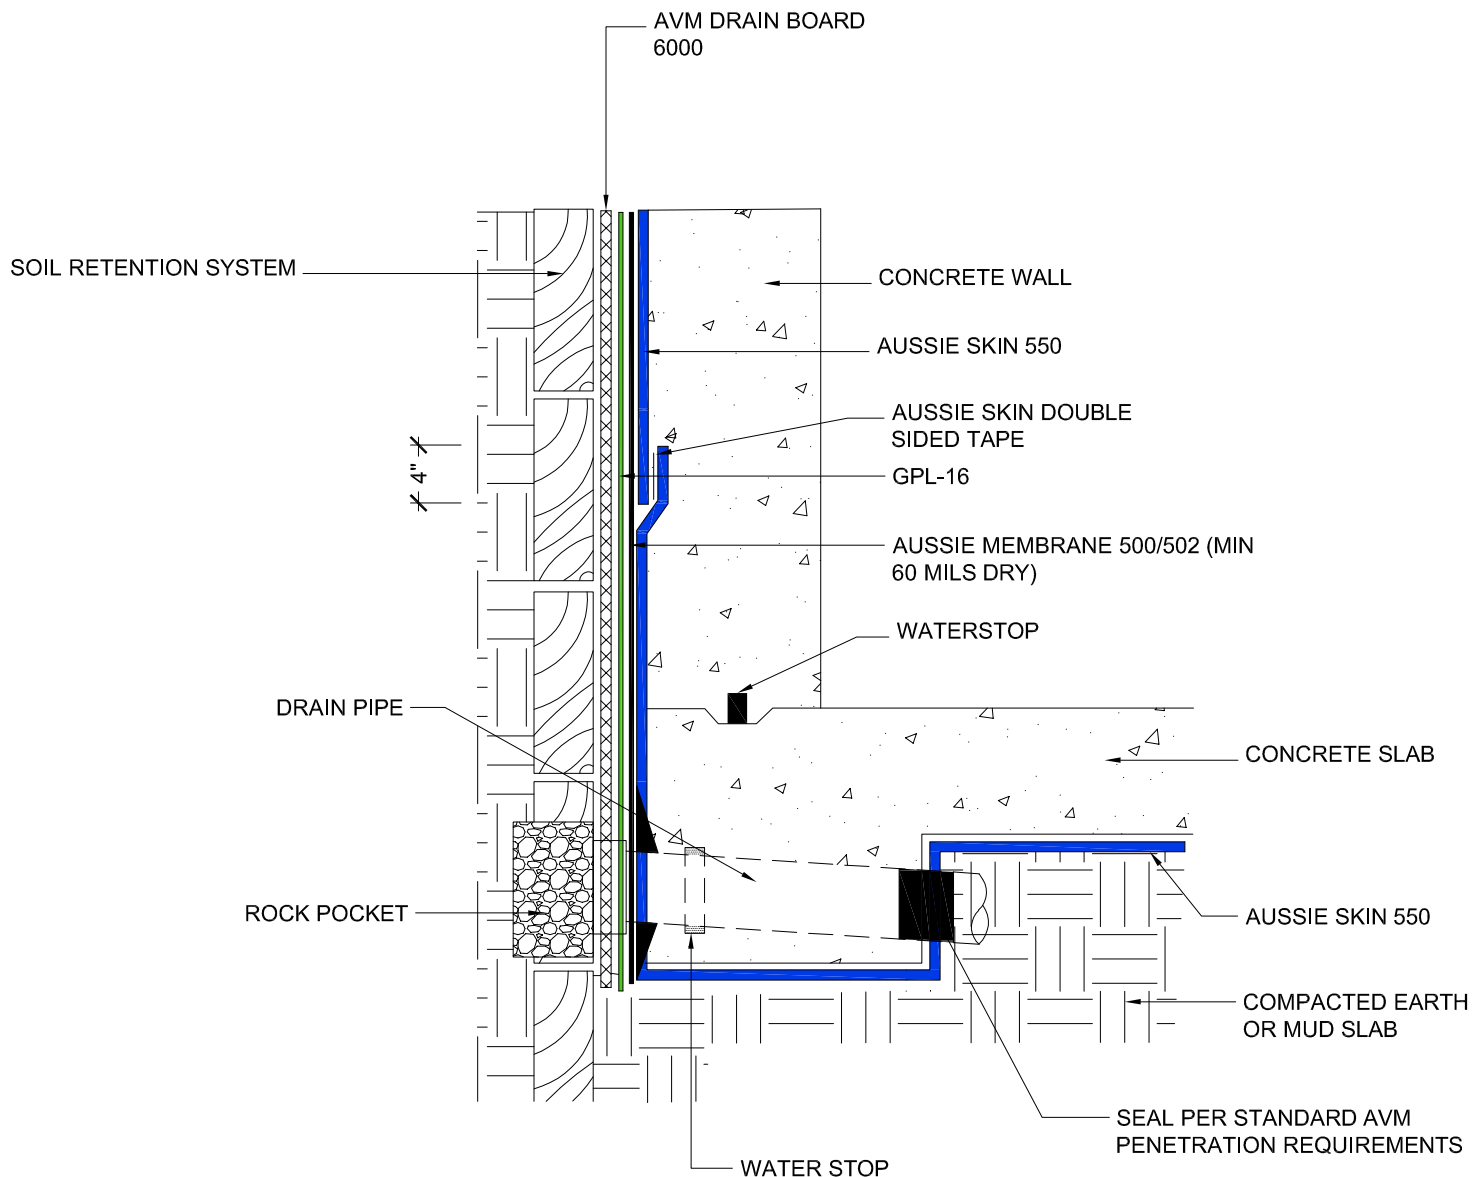 AVM DRAIN BOARD
6000
SOIL RETENTION SYSTEM
CONCRETE WALL
AUSSIE SKIN 550
AUSSIE SKIN DOUBLE
SIDED TAPE
4"
GPL-16
AUSSIE MEMBRANE 500/502 (MIN
60 MILS DRY)
WATERSTOP
DRAIN PIPE
CONCRETE SLAB
ROCK POCKET
AUSSIE SKIN 550
COMPACTED EARTH
OR MUD SLAB
SEAL PER STANDARD AVM
PENETRATION REQUIREMENTS
WATER STOP